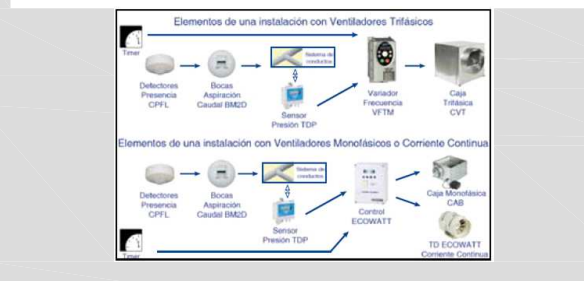 Elementos de una instalación con Ventiladores Trifásicos
Timer
Sistema de
conductos
Detectores
Presencia
CPFL
Bocas
Aspiración
Caudal BM2D
Sensor
Presión TDP
Variador
Frecuencia
VFTM
Caja
Trifásica
CVT
Elementos de una instalación con Ventiladores Monofásicos o Corriente Continua
Sistema de
conductos
Detectores
Presencia
CPFL
Bocas
Aspiración
Caudal BM2D
Sensor
Presión TDP
Control
ECOWATT
Caja Monofásica
CAB
TD ECOWATT
Corriente Continua
Timer